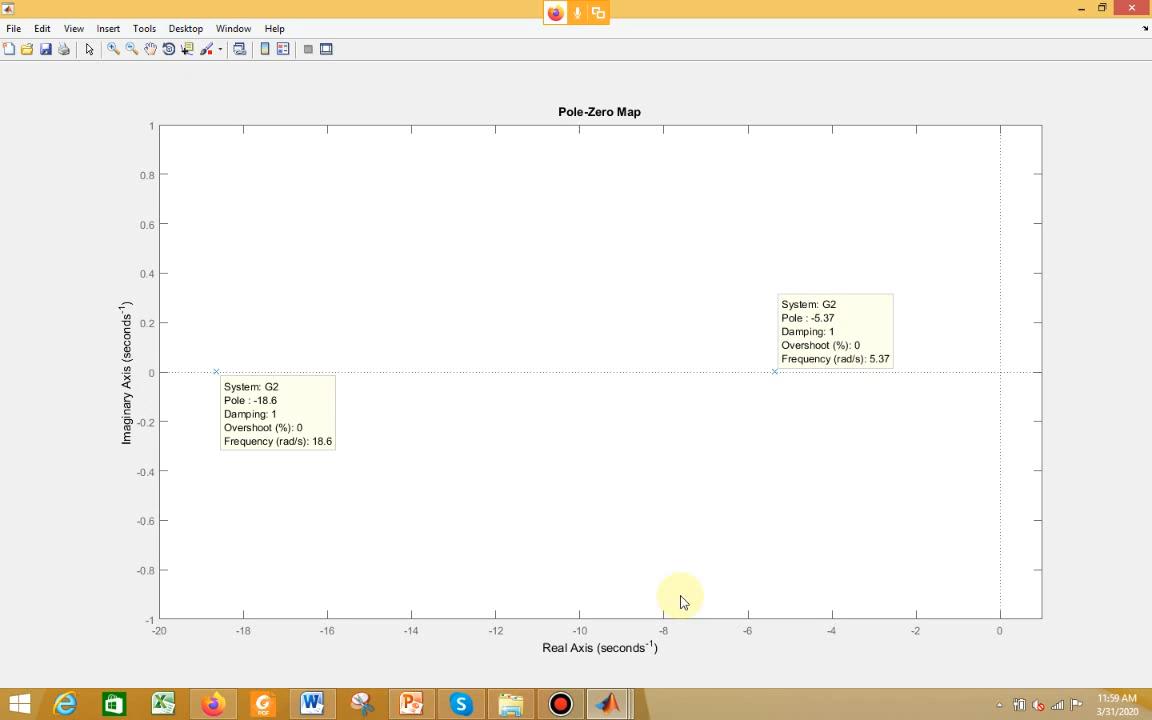 File Edit View Insert Tools Desktop Window Help
Pole-Zero Map
1
0.8
0.6
0.4
0.2
0
-0.2
-0.4
-0.6
-0.8
-1
Imaginary Axis (seconds-1)
System: G2
Pole : -5.37
Damping: 1
Overshoot (%): 0
Frequency (rad/s): 5.37
System: G2
Pole : -18.6
Damping: 1
Overshoot (%): 0
Frequency (rad/s): 18.6
-20 -18 -16 -14 -12 -10 -8 -6 -4 -2 0
Real Axis (seconds-1)
11:59 AM
3/31/2020